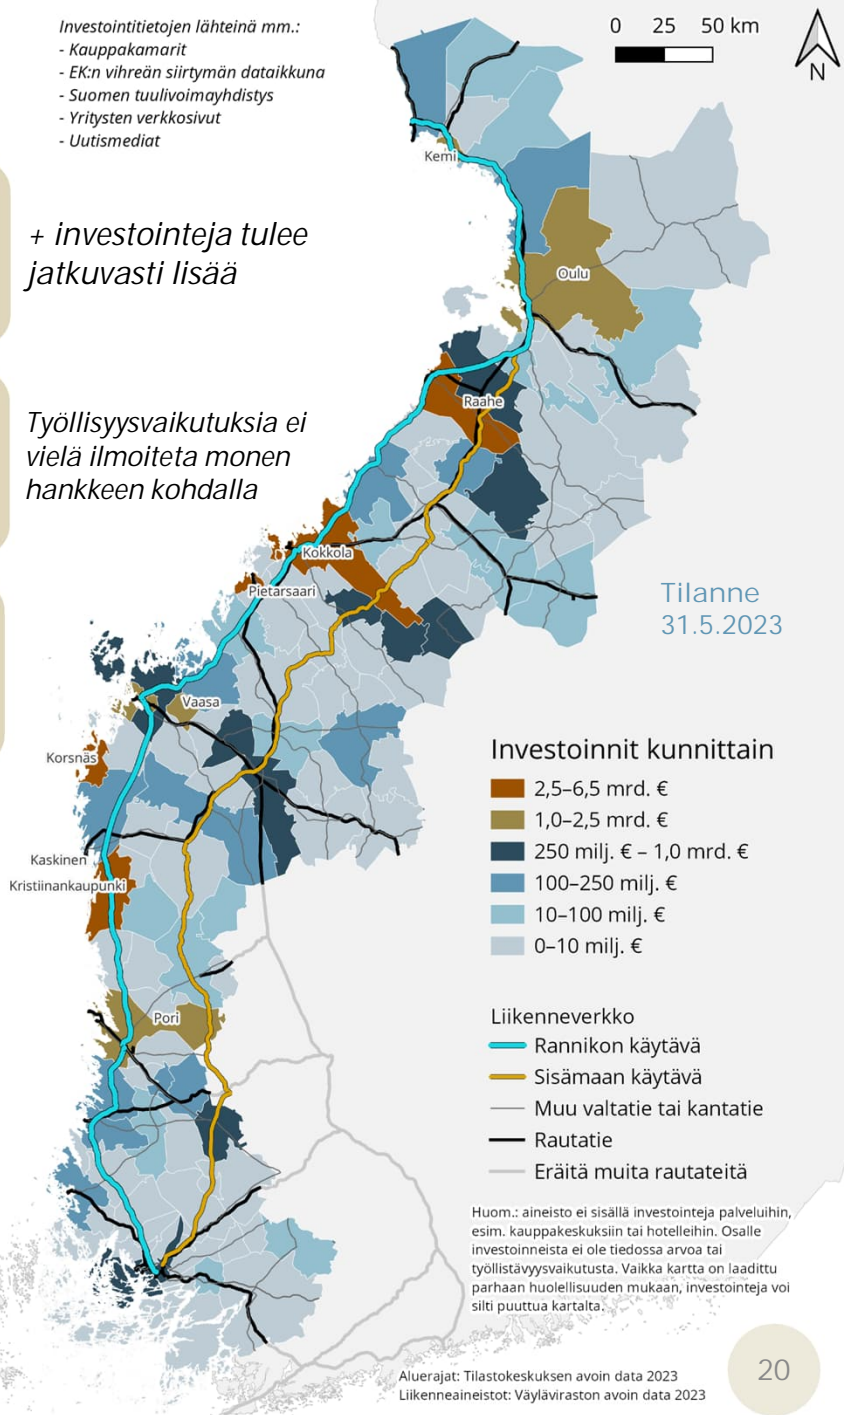 Investointitietojen lähteinä mm.:
- Kauppakamarit
- EK:n vihreän siirtymän dataikkuna
- Suomen tuulivoimayhdistys
- Yritysten verkkosivut
- Uutismediat
0 25 50 km
N
+ investointeja tulee
jatkuvasti lisää
Työllisyysvaikutuksia ei
vielä ilmoiteta monen
hankkeen kohdalla
Kemi
Oulu
Raahe
Kokkola
Pietarsaari
Vaasa
Korsnäs
Kaskinen
Kristiinankaupunki
Pori
Tilanne
31.5.2023
Investoinnit kunnittain
2,5–6,5 mrd. €
1,0–2,5 mrd. €
250 milj. € – 1,0 mrd. €
100–250 milj. €
10–100 milj. €
0–10 milj. €
Liikenneverkko
Rannikon käytävä
Sisämaan käytävä
Muu valtatie tai kantatie
Rautatie
Eräitä muita rautateitä
Huom.: aineisto ei sisällä investointeja palveluihin,
esim. kauppakeskuksiin tai hotelleihin. Osalle
investoinneista ei ole tiedossa arvoa tai
työllistävyysvaikutusta. Vaikka kartta on laadittu
parhaan huolellisuuden mukaan, investointeja voi
silti puuttua kartalta.
Aluerajat: Tilastokeskuksen avoin data 2023
Liikenneaineistot: Väyläviraston avoin data 2023
20